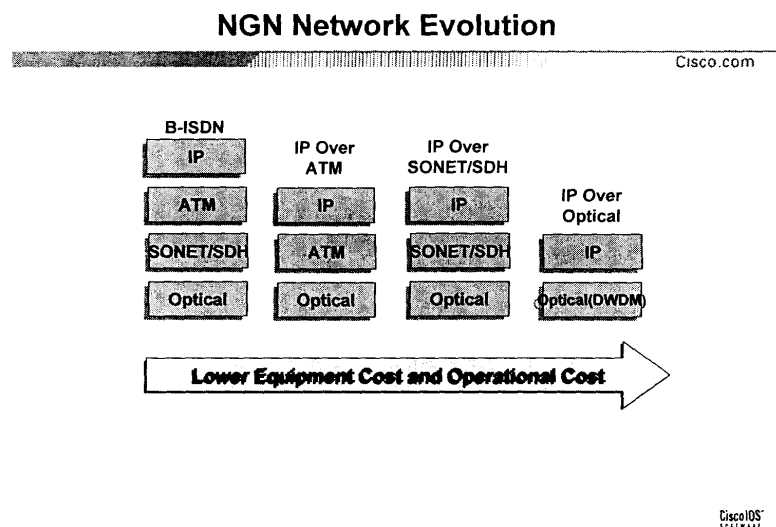 NGN Network Evolution
Cisco.com
B-ISDN
IP
ATM
SONET/SDH
Optical
IP Over
ATM
IP
ATM
Optical
IP Over
SONET/SDH
IP
SONET/SDH
Optical
IP Over
Optical
IP
Optical(DWDM)
Lower Equipment Cost and Operational Cost
CiscoIOS
SOFTWARE